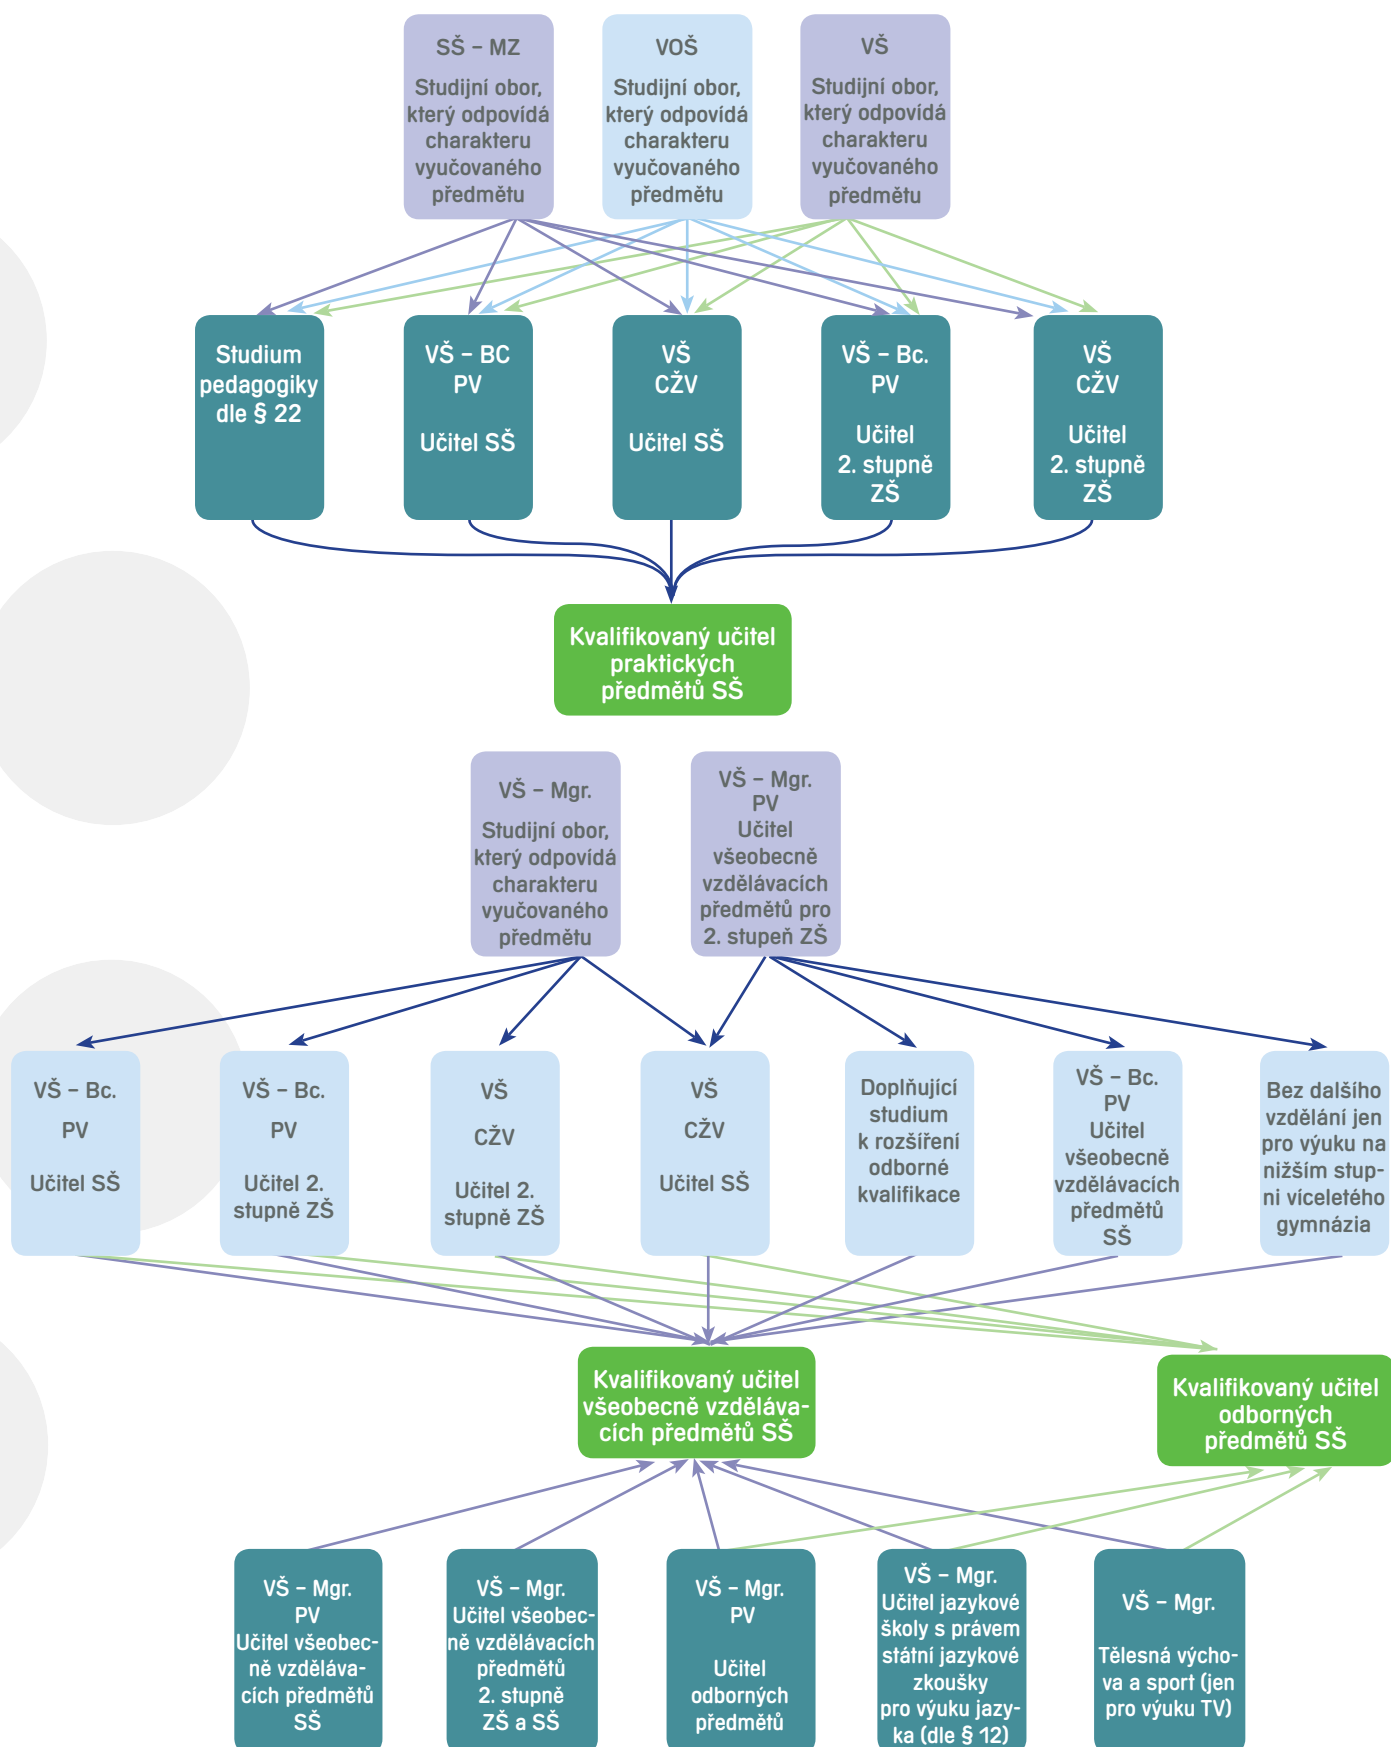 SŠ – MZ
Studijní obor,
který odpovídá
charakteru
vyučovaného
předmětu
VOŠ
Studijní obor,
který odpovídá
charakteru
vyučovaného
předmětu
VŠ
Studijní obor,
který odpovídá
charakteru
vyučovaného
předmětu
Studium
pedagogiky
dle § 22
VŠ – BC
PV
Učitel SŠ
VŠ
CŽV
Učitel SŠ
VŠ – Bc.
PV
Učitel
2. stupně
ZŠ
VŠ
CŽV
Učitel
2. stupně
ZŠ
Kvalifikovaný učitel
praktických
předmětů SŠ
VŠ – Mgr.
Studijní obor,
který odpovídá
charakteru
vyučovaného
předmětu
VŠ – Mgr.
PV
Učitel
všeobecně
vzdělávacích
předmětů pro
2. stupeň ZŠ
VŠ – Bc.
PV
Učitel SŠ
VŠ – Bc.
PV
Učitel 2.
stupně ZŠ
VŠ
CŽV
Učitel 2.
stupně ZŠ
VŠ
CŽV
Učitel SŠ
Doplňující
studium
k rozšíření
odborné
kvalifikace
VŠ – Bc.
PV
Učitel
všeobecně
vzdělávacích
předmětů
SŠ
Bez dalšího
vzdělání jen
pro výuku na
nižším stup-
ni víceletého
gymnázia
Kvalifikovaný učitel
všeobecně vzděláva-
cích předmětů SŠ
Kvalifikovaný učitel
odborných
předmětů SŠ
VŠ – Mgr.
PV
Učitel všeobec-
ně vzděláva-
cích předmětů
SŠ
VŠ – Mgr.
Učitel všeobec-
ně vzdělávacích
předmětů
2. stupně
ZŠ a SŠ
VŠ – Mgr.
PV
Učitel
odborných
předmětů
VŠ – Mgr.
Učitel jazykové
školy s právem
státní jazykové
zkoušky
pro výuku jazy-
ka (dle § 12)
VŠ – Mgr.
Tělesná výcho-
va a sport (jen
pro výuku TV)